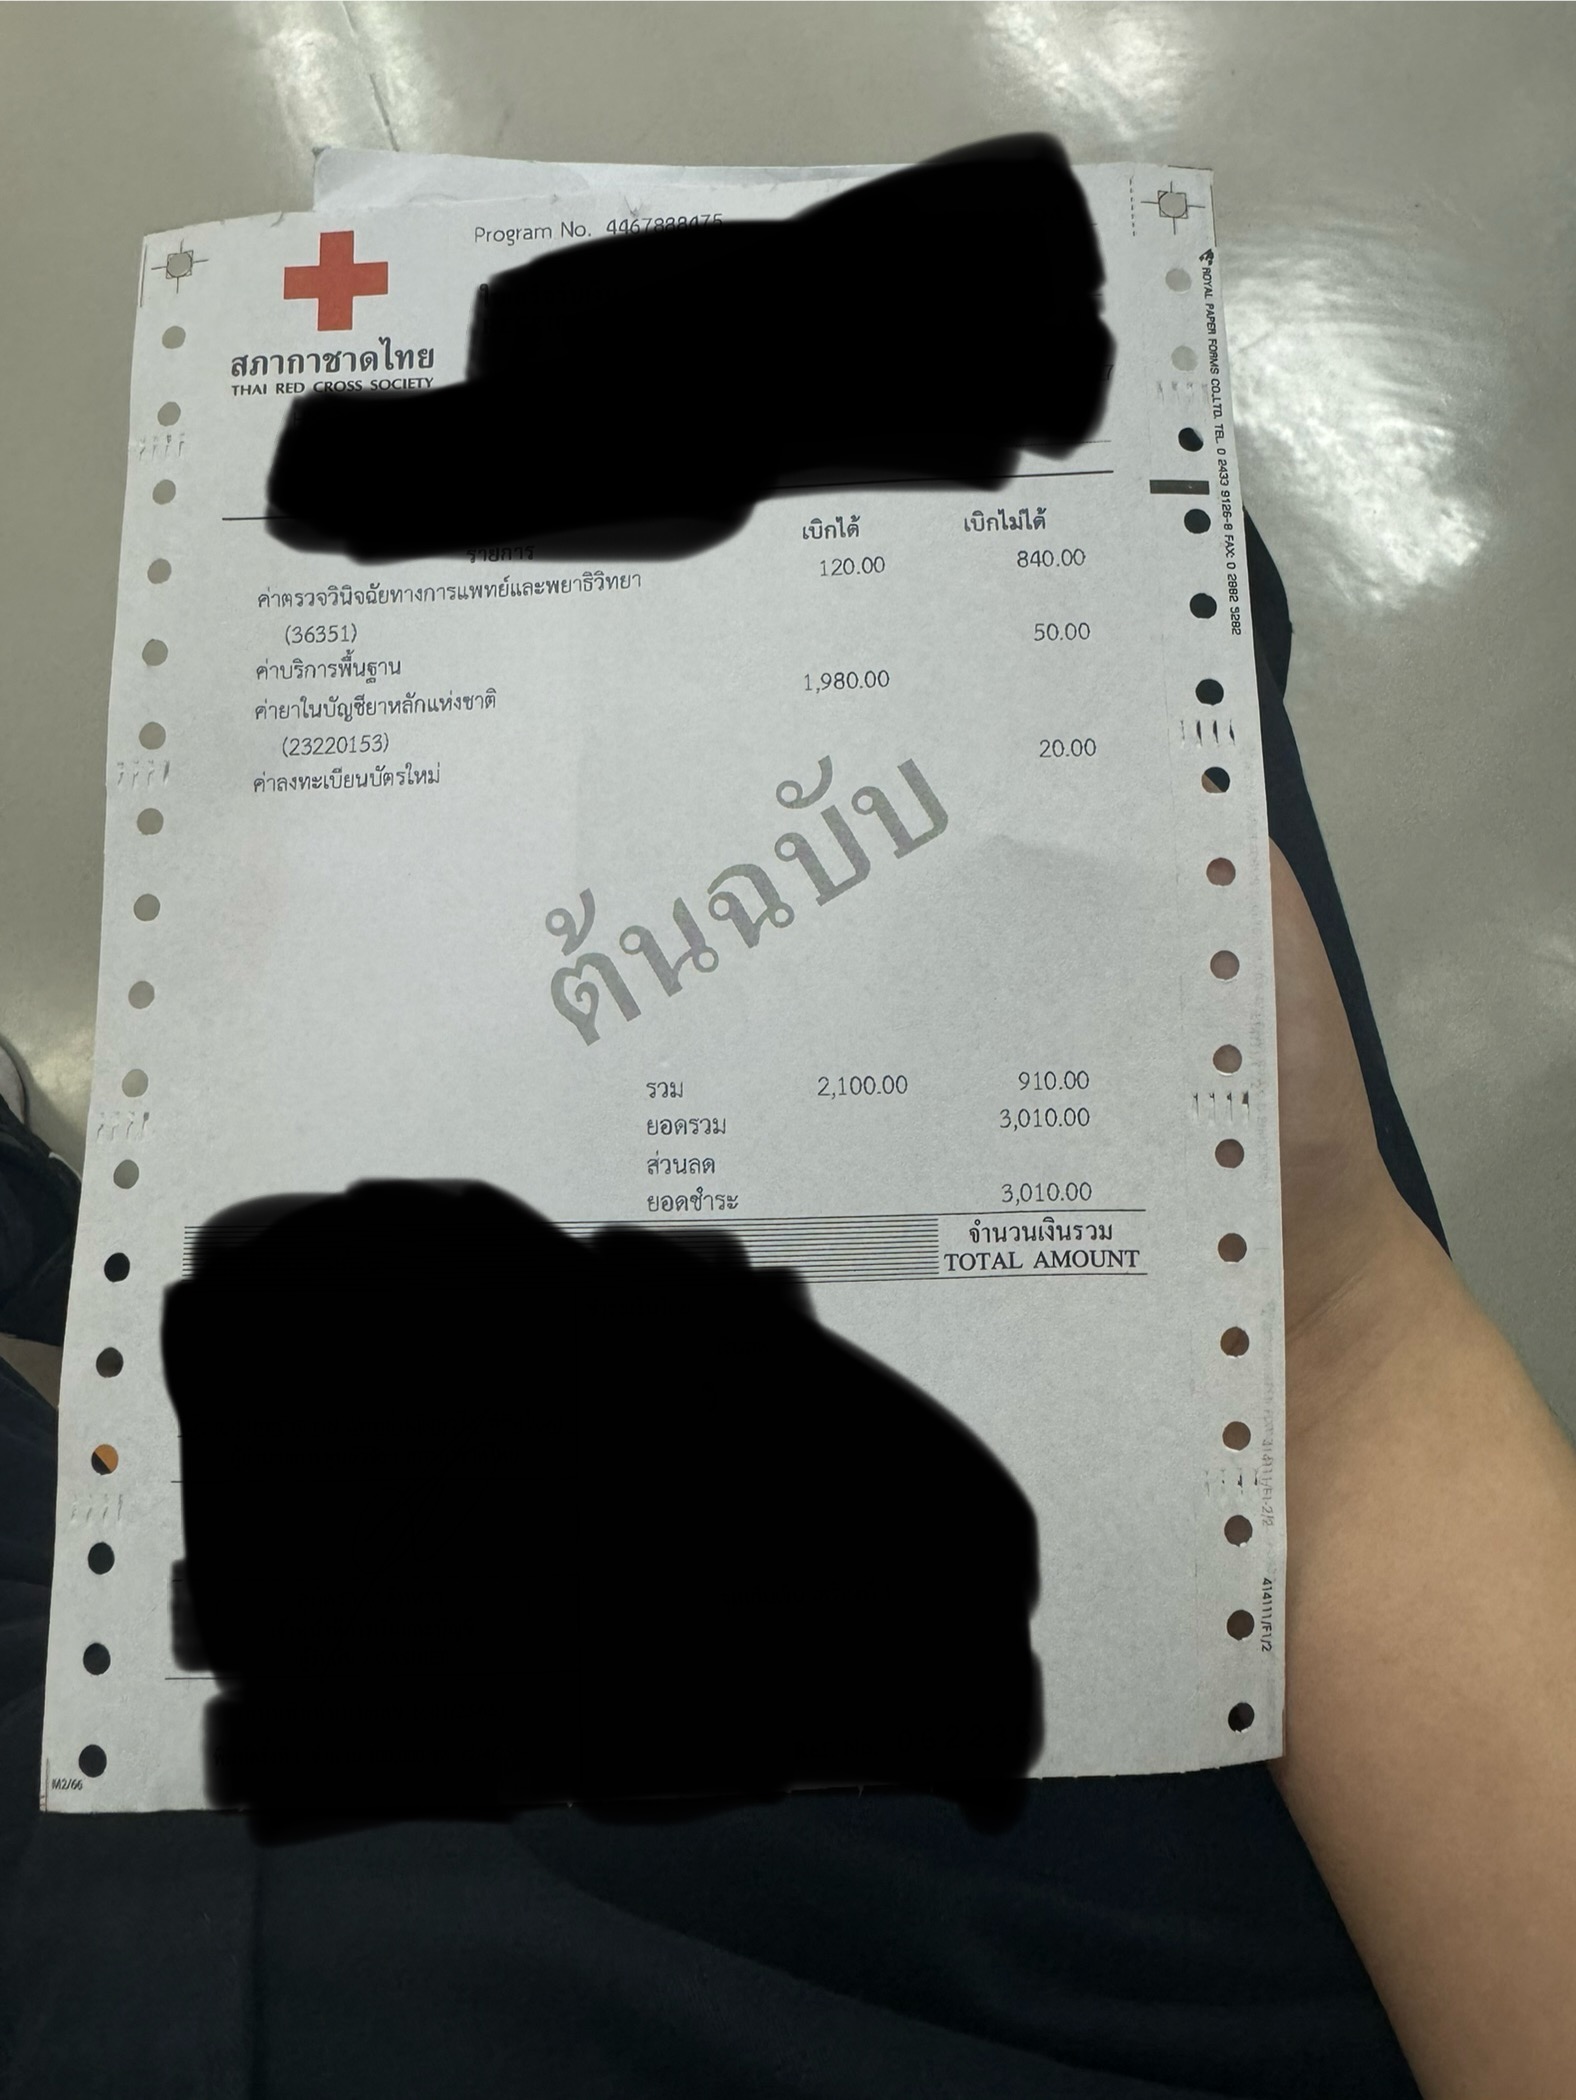 Program No. 4467888475
สภากาชาดไทย
THAI RED CROSS SOCIETY
รายการ เบิกได้ เบิกไม่ได้
ค่าตรวจวินิจฉัยทางการแพทย์และพยาธิวิทยา 120.00 840.00
(36351)
ค่าบริการพื้นฐาน 50.00
ค่ายาในบัญชียาหลักแห่งชาติ 1,980.00
(23220153)
ค่าลงทะเบียนบัตรใหม่ 20.00
ต้นฉบับ
รวม 2,100.00 910.00
ยอดรวม 3,010.00
ส่วนลด
ยอดชำระ 3,010.00
จำนวนเงินรวม
TOTAL AMOUNT
M2/66
ROYAL PAPER FORMS CO.,LTD. TEL. 0 2433 9126-8 FAX: 0 2882 5282
414111/F1/2